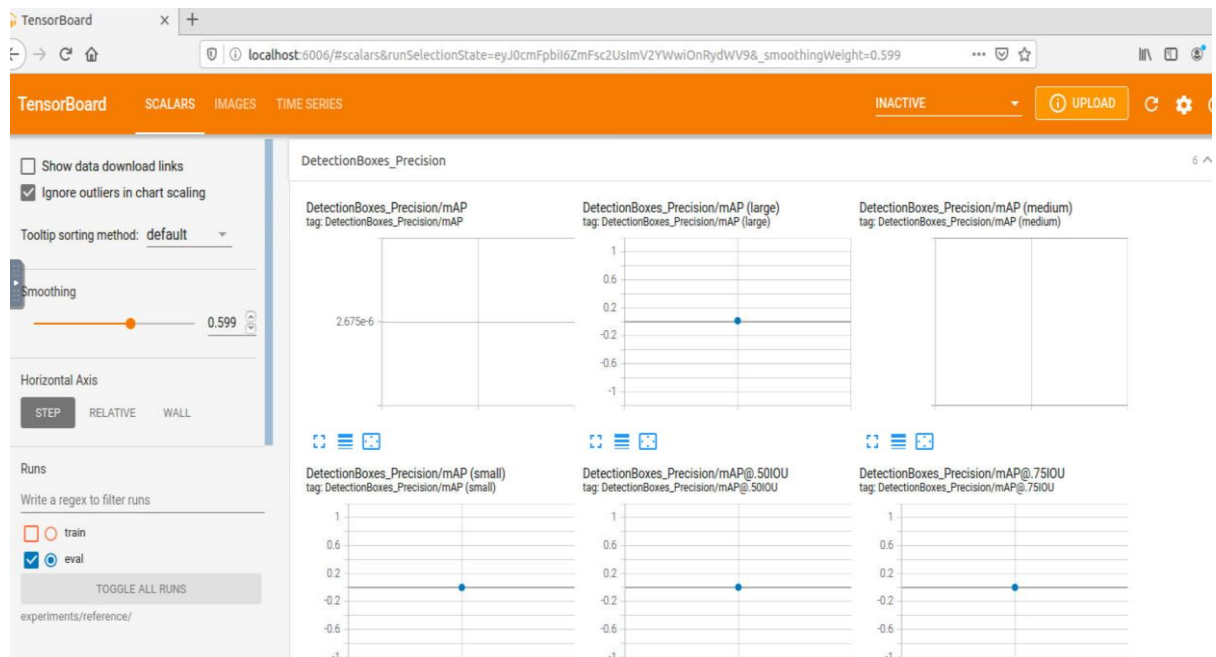 TensorBoard
localhost:6006/#scalars&runSelectionState=eyJ0cmFpbiI6ZmFsc2UsImV2YWwiOnRydWV9&_smoothingWeight=0.599
TensorBoard SCALARS IMAGES TIME SERIES INACTIVE UPLOAD
Show data download links
Ignore outliers in chart scaling
Tooltip sorting method: default
Smoothing
0.599
Horizontal Axis
STEP RELATIVE WALL
Runs
Write a regex to filter runs
train
eval
TOGGLE ALL RUNS
experiments/reference/
DetectionBoxes_Precision 6
DetectionBoxes_Precision/mAP
tag: DetectionBoxes_Precision/mAP
2.675e-6
DetectionBoxes_Precision/mAP (large)
tag: DetectionBoxes_Precision/mAP (large)
1
0.6
0.2
-0.2
-0.6
-1
DetectionBoxes_Precision/mAP (medium)
tag: DetectionBoxes_Precision/mAP (medium)
DetectionBoxes_Precision/mAP (small)
tag: DetectionBoxes_Precision/mAP (small)
1
0.6
0.2
-0.2
-0.6
-1
DetectionBoxes_Precision/mAP@.50IOU
tag: DetectionBoxes_Precision/mAP@.50IOU
1
0.6
0.2
-0.2
-0.6
-1
DetectionBoxes_Precision/mAP@.75IOU
tag: DetectionBoxes_Precision/mAP@.75IOU
1
0.6
0.2
-0.2
-0.6
-1